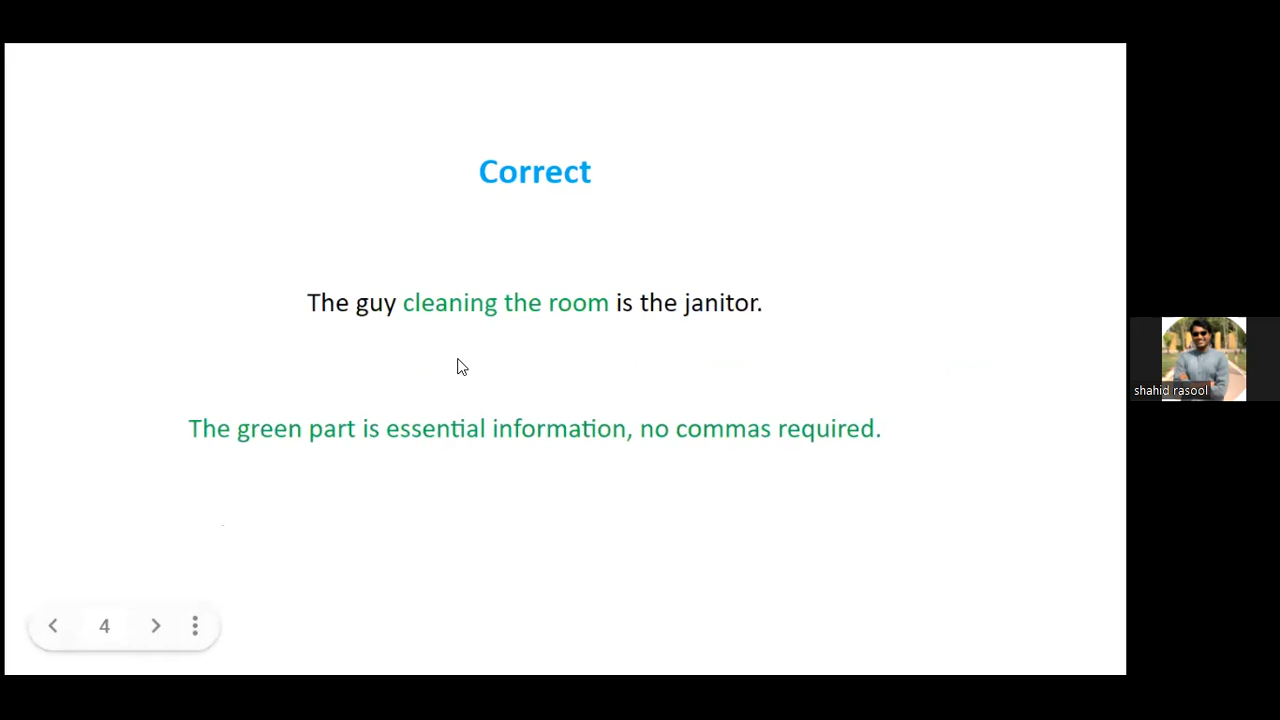 Correct
The guy cleaning the room is the janitor.
shahid rasool
The green part is essential information, no commas required.
4